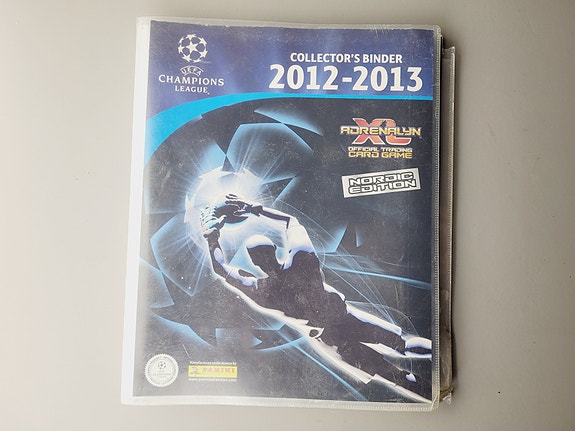 COLLECTOR'S BINDER
2012-2013
UEFA
CHAMPIONS
LEAGUE
ADRENALYN
XL
OFFICIAL TRADING
CARD GAME
NORDIC
EDITION
PANINI